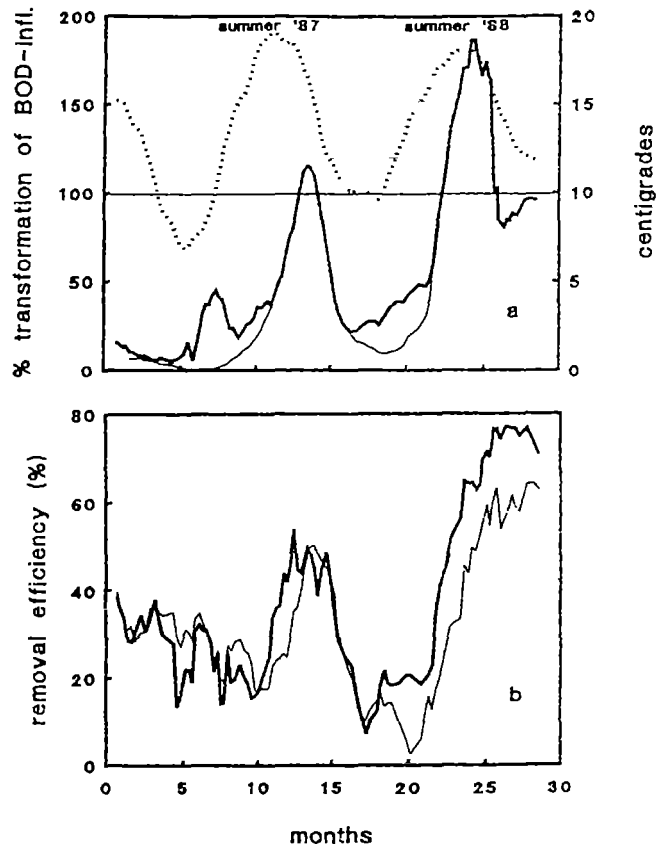 % transformation of BOD-infl.
200
150
100
50
0
summer '87
summer '88
a
20
15
10
5
0
centigrades
removal efficiency (%)
80
60
40
20
0
b
0 5 10 15 20 25 30
months